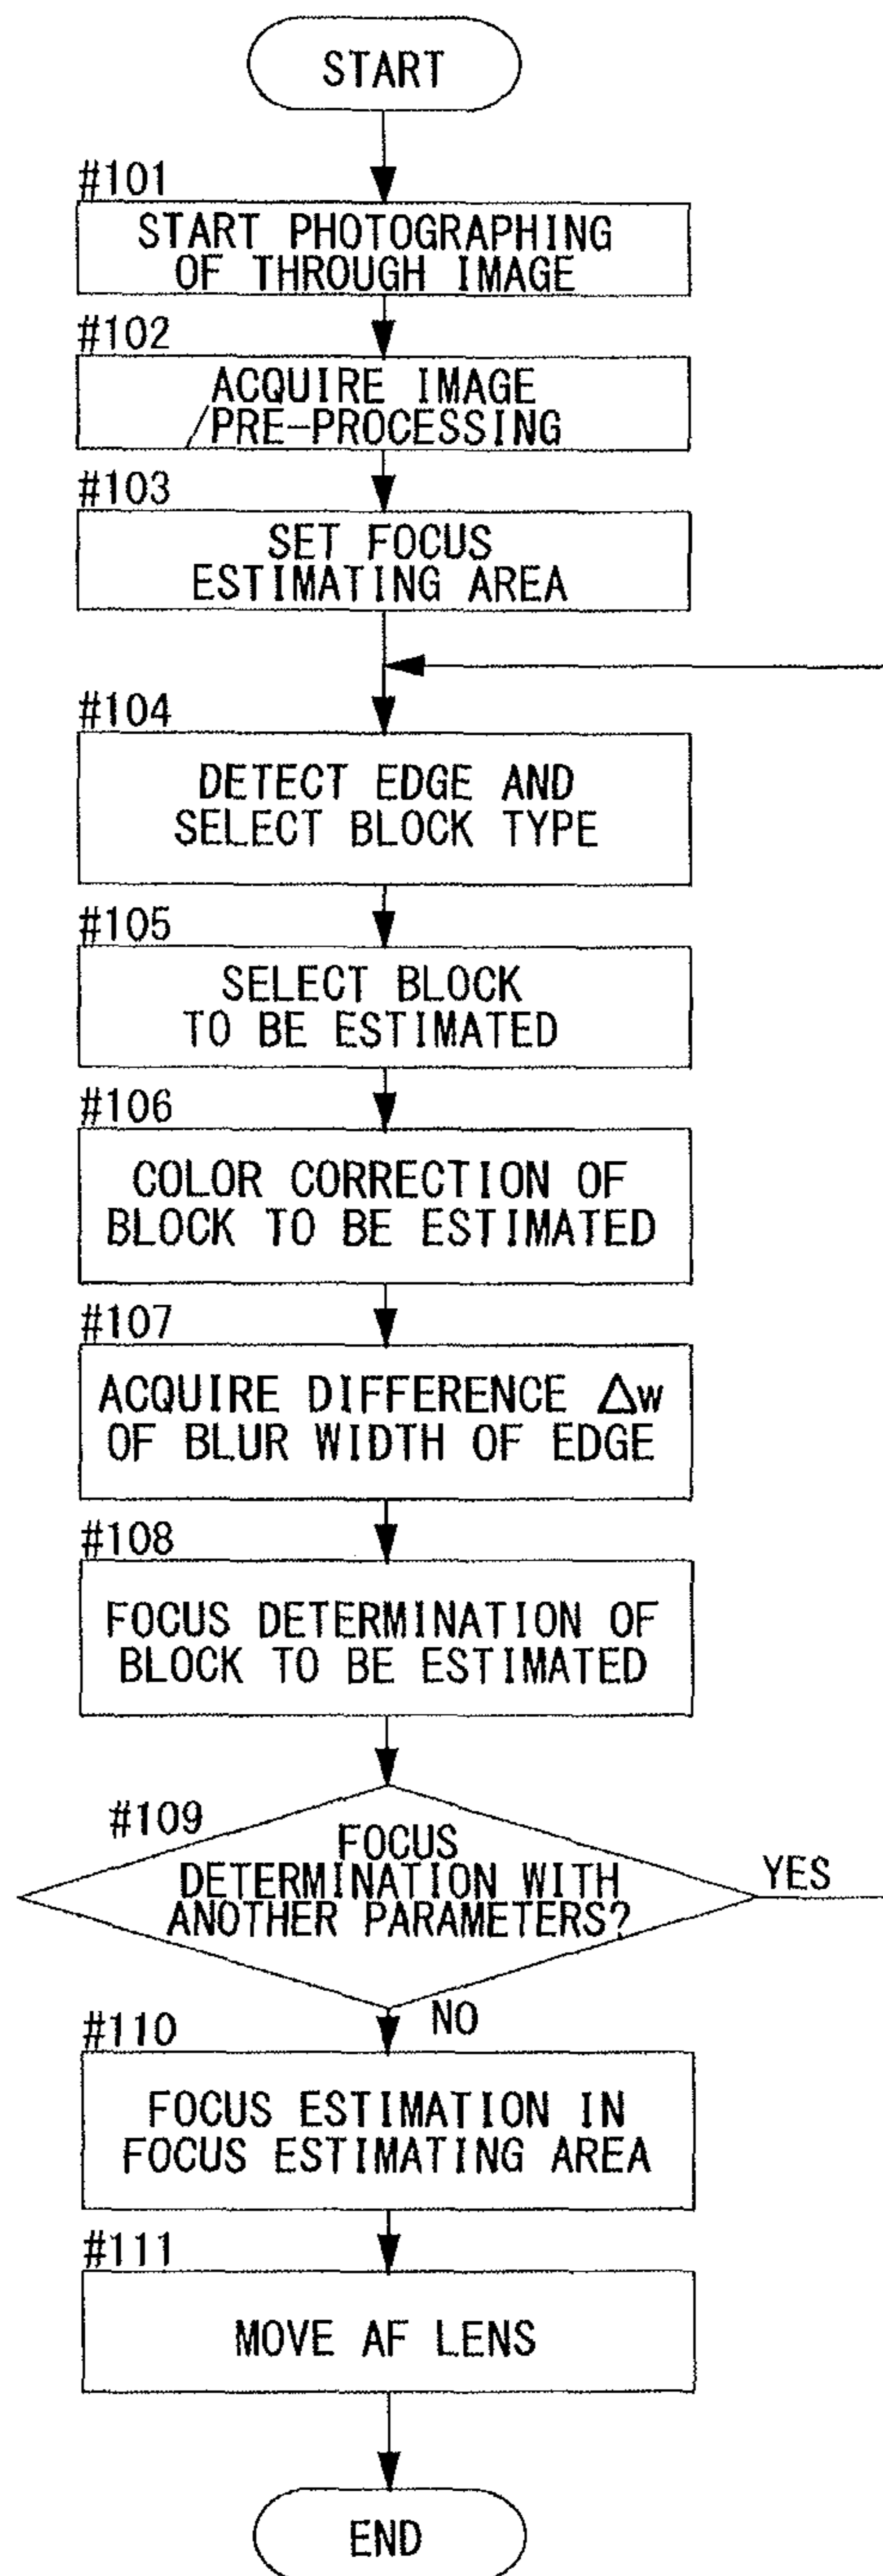 START
#101
START PHOTOGRAPHING
OF THROUGH IMAGE
#102
ACQUIRE IMAGE
/PRE-PROCESSING
#103
SET FOCUS
ESTIMATING AREA
#104
DETECT EDGE AND
SELECT BLOCK TYPE
#105
SELECT BLOCK
TO BE ESTIMATED
#106
COLOR CORRECTION OF
BLOCK TO BE ESTIMATED
#107
ACQUIRE DIFFERENCE △w
OF BLUR WIDTH OF EDGE
#108
FOCUS DETERMINATION OF
BLOCK TO BE ESTIMATED
#109
FOCUS
DETERMINATION WITH
ANOTHER PARAMETERS?
YES
NO
#110
FOCUS ESTIMATION IN
FOCUS ESTIMATING AREA
#111
MOVE AF LENS
END